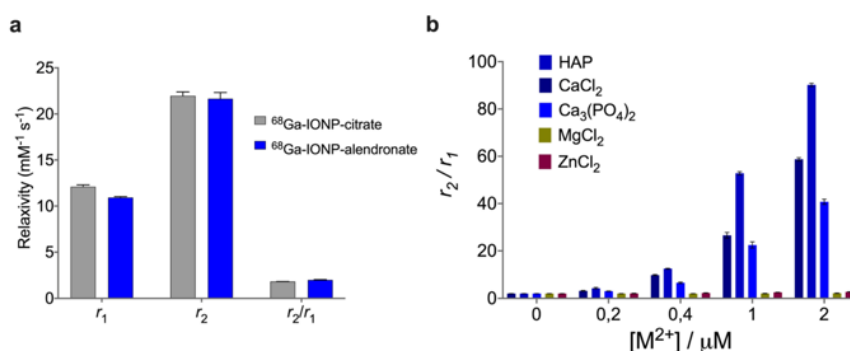 a
Relaxivity (mM⁻¹ s⁻¹)
25
20
15
10
5
0
⁶⁸Ga-IONP-citrate
⁶⁸Ga-IONP-alendronate
r₁
r₂
r₂/r₁
b
r₂/r₁
100
80
60
40
20
0
HAP
CaCl₂
Ca₃(PO₄)₂
MgCl₂
ZnCl₂
0
0,2
0,4
1
2
[M²⁺] / µM